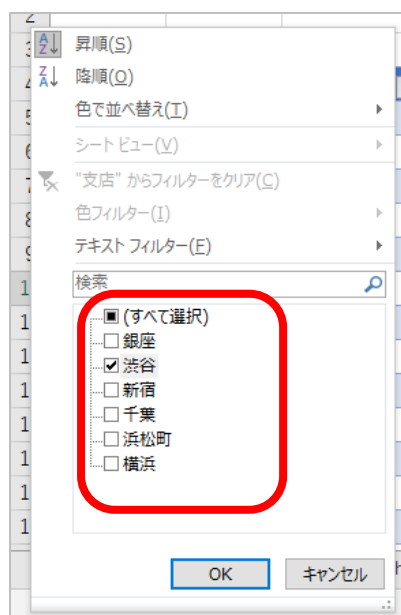 昇順(S)
降順(O)
色で並べ替え(T)
シート ビュー(V)
"支店" からフィルターをクリア(C)
色フィルター(I)
テキスト フィルター(F)
検索
(すべて選択)
銀座
渋谷
新宿
千葉
浜松町
横浜
OK キャンセル